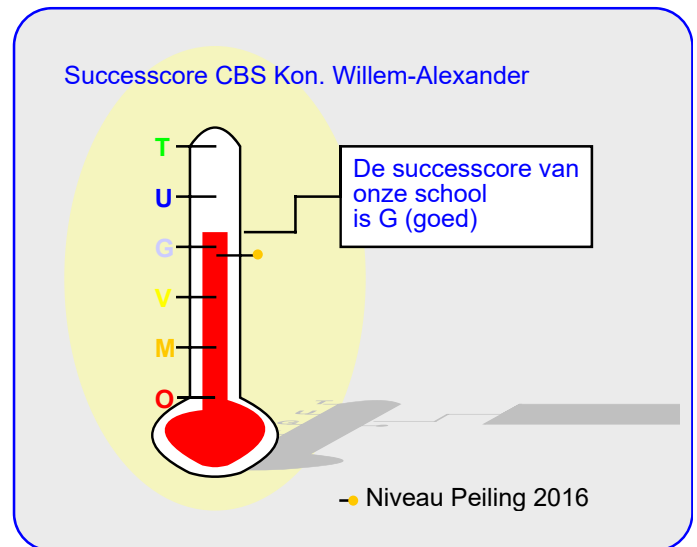 Successcore CBS Kon. Willem-Alexander
T
De successcore van
onze school
is G (goed)
U
G
V
M
O
T
U
G
Niveau Peiling 2016